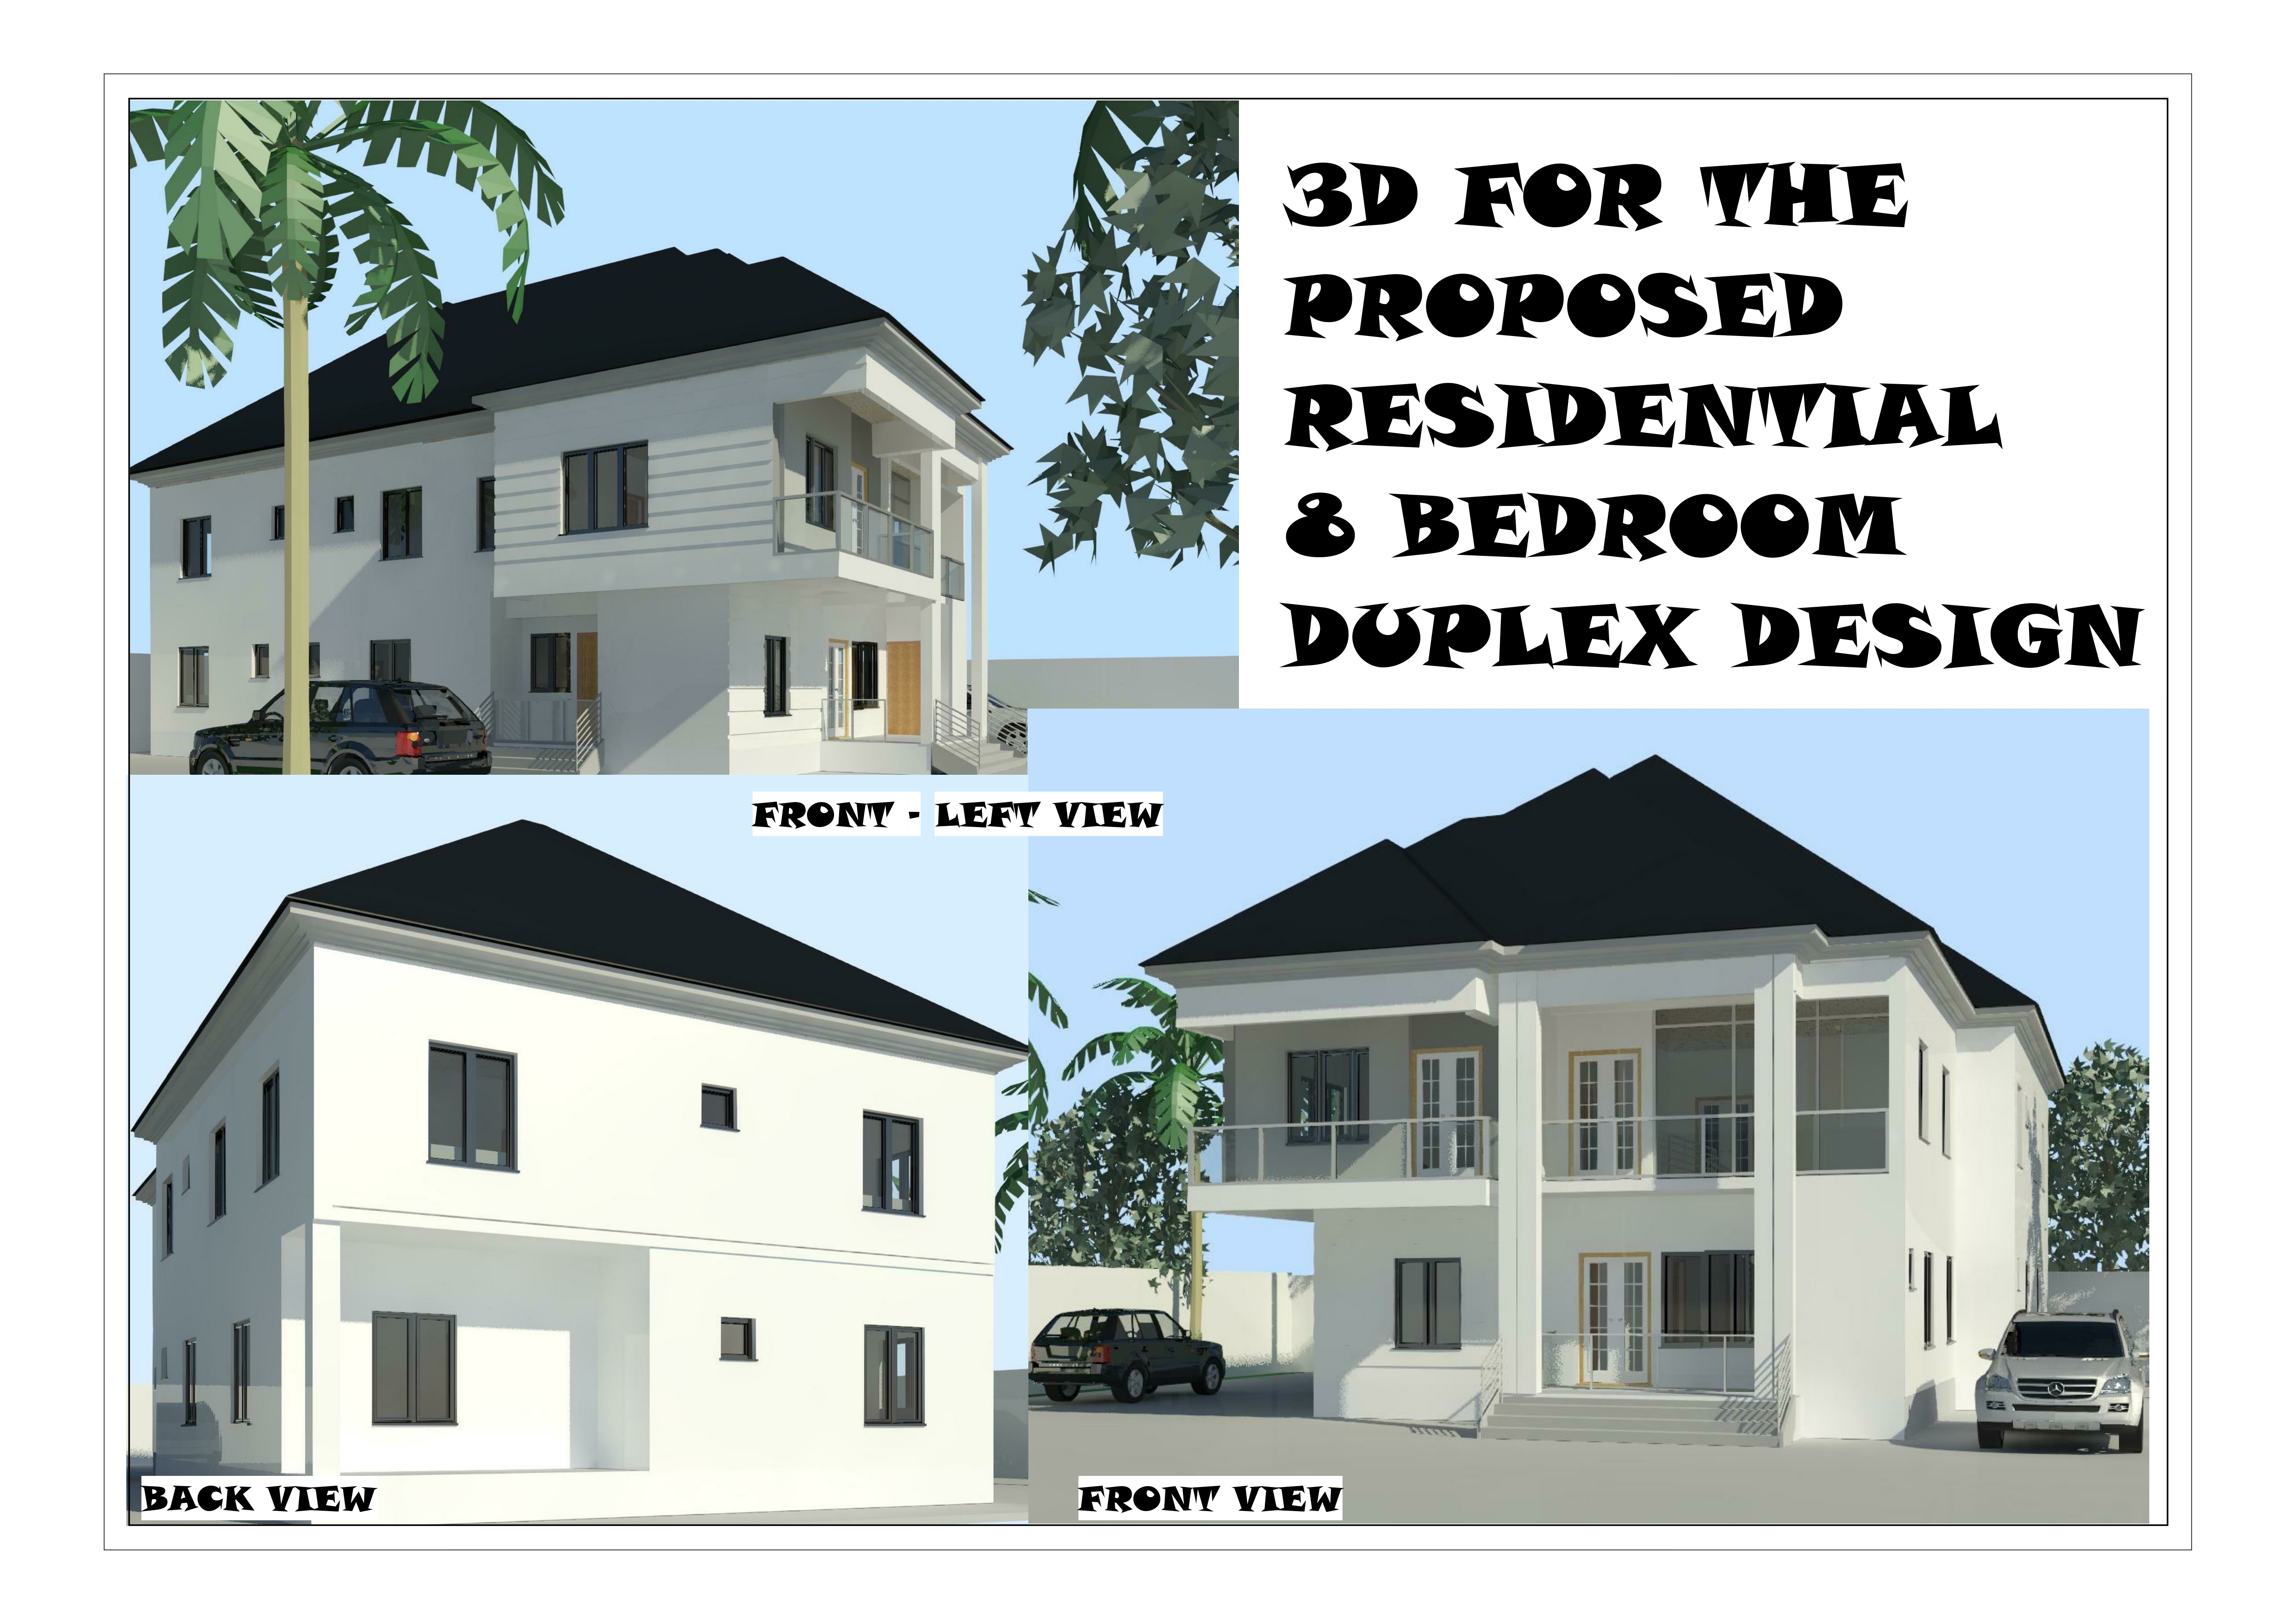 3D FOR THE
PROPOSED
RESIDENTIAL
8 BEDROOM
DUPLEX DESIGN
FRONT - LEFT VIEW
BACK VIEW
FRONT VIEW